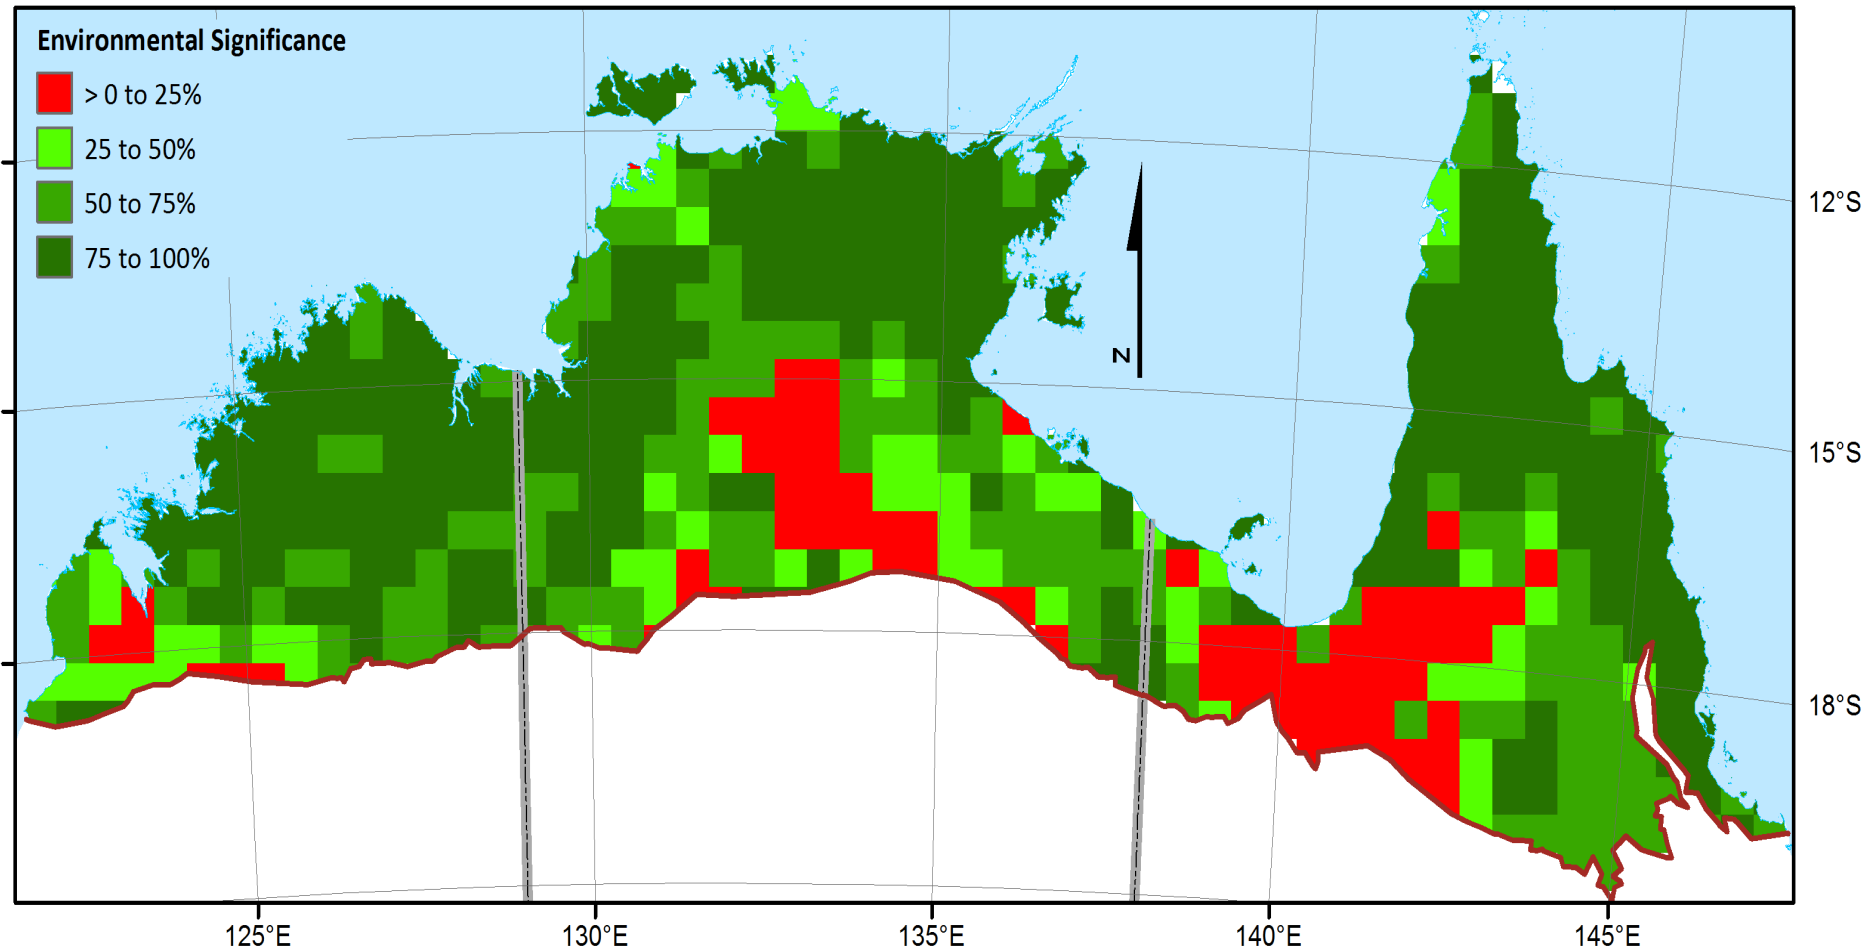 Environmental Significance
> 0 to 25%
25 to 50%
50 to 75%
75 to 100%
N
12°S
15°S
18°S
125°E
130°E
135°E
140°E
145°E